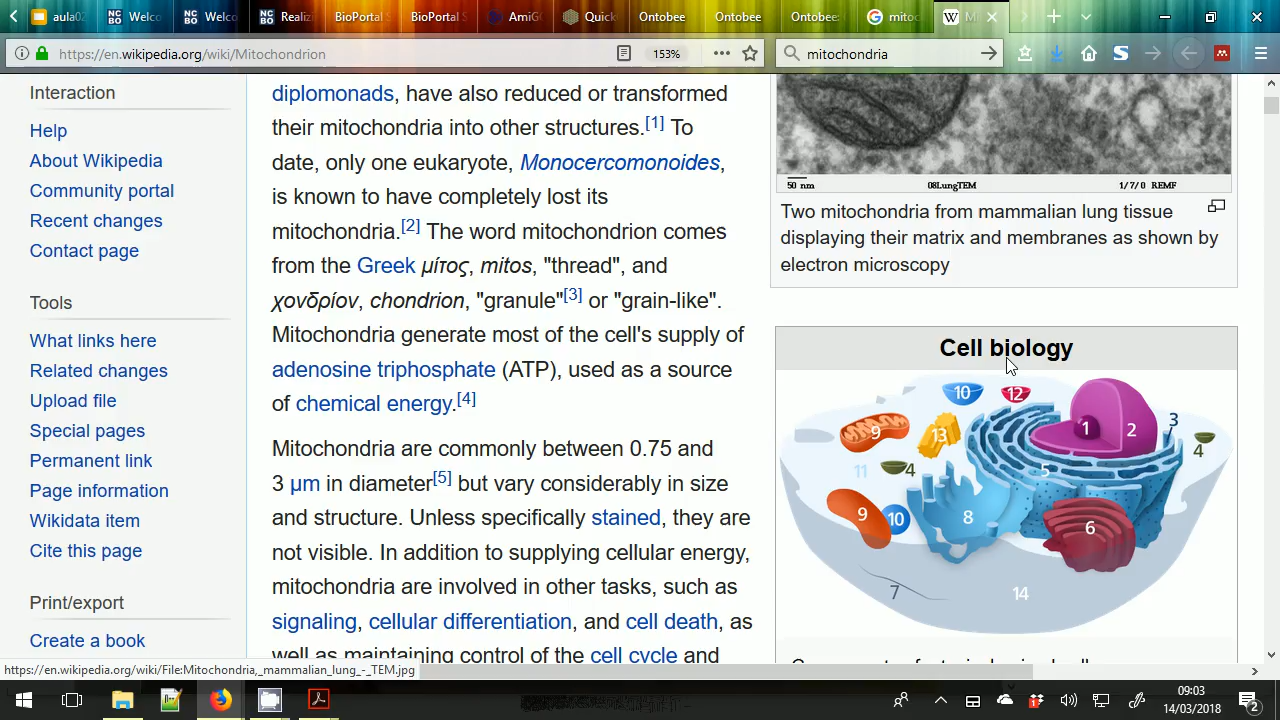 aula02
NCBO Welco
NCBO Welco
NCBO Realizi
BioPortal S
BioPortal S
AmiG
Quick
Ontobee
Ontobee
Ontobee:
mitoc
https://en.wikipedia.org/wiki/Mitochondrion
153%
mitochondria
Interaction
Help
About Wikipedia
Community portal
Recent changes
Contact page
Tools
What links here
Related changes
Upload file
Special pages
Permanent link
Page information
Wikidata item
Cite this page
Print/export
Create a book
diplomonads, have also reduced or transformed
their mitochondria into other structures.[1] To
date, only one eukaryote, Monocercomonoides,
is known to have completely lost its
mitochondria.[2] The word mitochondrion comes
from the Greek μίτος, mitos, "thread", and
χονδρίον, chondrion, "granule"[3] or "grain-like".
Mitochondria generate most of the cell's supply of
adenosine triphosphate (ATP), used as a source
of chemical energy.[4]
Mitochondria are commonly between 0.75 and
3 μm in diameter[5] but vary considerably in size
and structure. Unless specifically stained, they are
not visible. In addition to supplying cellular energy,
mitochondria are involved in other tasks, such as
signaling, cellular differentiation, and cell death, as
well as maintaining control of the cell cycle and
50 nm 08LungTEM 1/7/0 REMF
Two mitochondria from mammalian lung tissue
displaying their matrix and membranes as shown by
electron microscopy
Cell biology
10 12
9 13 1 2 3
4
11 4 5
9 10 8 6
7 14
https://en.wikipedia.org/wiki/File:Mitochondria,_mammalian_lung_-_TEM.jpg
09:03
14/03/2018
2